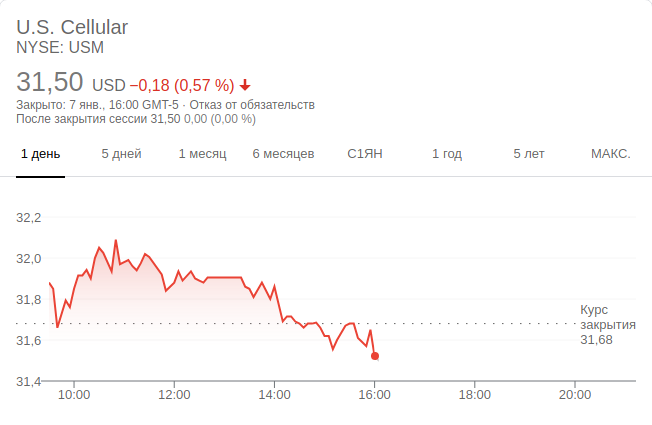 U.S. Cellular
NYSE: USM
31,50 USD −0,18 (0,57 %)
Закрыто: 7 янв., 16:00 GMT-5 · Отказ от обязательств
После закрытия сессии 31,50 0,00 (0,00 %)
1 день 5 дней 1 месяц 6 месяцев С1ЯН 1 год 5 лет МАКС.
32,2
32,0
31,8
Курс
закрытия
31,68
31,6
31,4
10:00 12:00 14:00 16:00 18:00 20:00